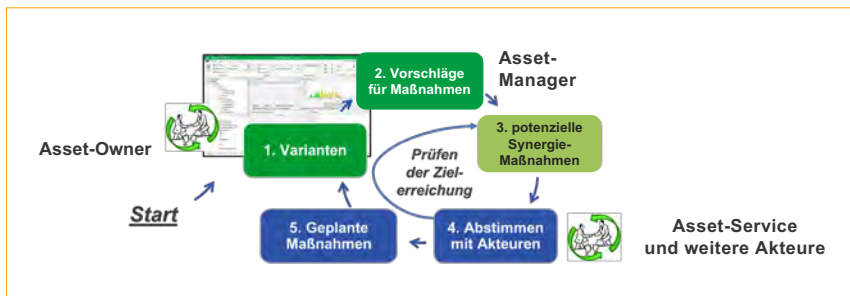 Asset-
Manager
2. Vorschläge
für Maßnahmen
3. potenzielle
Synergie-
Maßnahmen
Asset-Owner
1. Varianten
Prüfen
der Ziel-
erreichung
Start
5. Geplante
Maßnahmen
4. Abstimmen
mit Akteuren
Asset-Service
und weitere Akteure